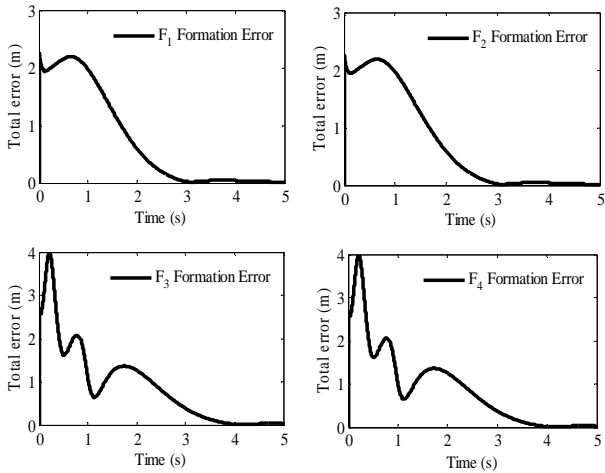 F1 Formation Error
Total error (m)
3
2
1
0
0 1 2 3 4 5
Time (s)
F2 Formation Error
Total error (m)
3
2
1
0
0 1 2 3 4 5
Time (s)
F3 Formation Error
Total error (m)
4
3
2
1
0
0 1 2 3 4 5
Time (s)
F4 Formation Error
Total error (m)
4
3
2
1
0
0 1 2 3 4 5
Time (s)